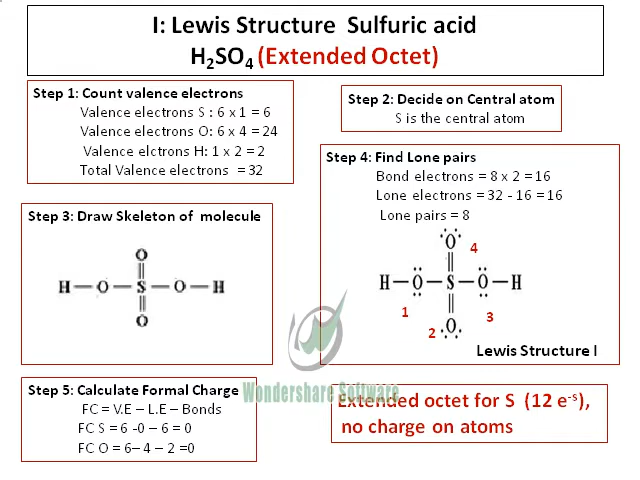 I: Lewis Structure Sulfuric acid
H₂SO₄ (Extended Octet)
Step 1: Count valence electrons
Valence electrons S : 6 x 1 = 6
Valence electrons O: 6 x 4 = 24
Valence elctrons H: 1 x 2 = 2
Total Valence electrons = 32
Step 2: Decide on Central atom
S is the central atom
Step 3: Draw Skeleton of molecule
O
H – O – S – O – H
O
Step 4: Find Lone pairs
Bond electrons = 8 x 2 = 16
Lone electrons = 32 - 16 = 16
Lone pairs = 8
O 4
H – O – S – O – H
1 3
2 O
Lewis Structure I
Step 5: Calculate Formal Charge
FC = V.E – L.E – Bonds
FC S = 6 -0 – 6 = 0
FC O = 6– 4 – 2 =0
Wondershare Software
Extended octet for S (12 e⁻ˢ),
no charge on atoms